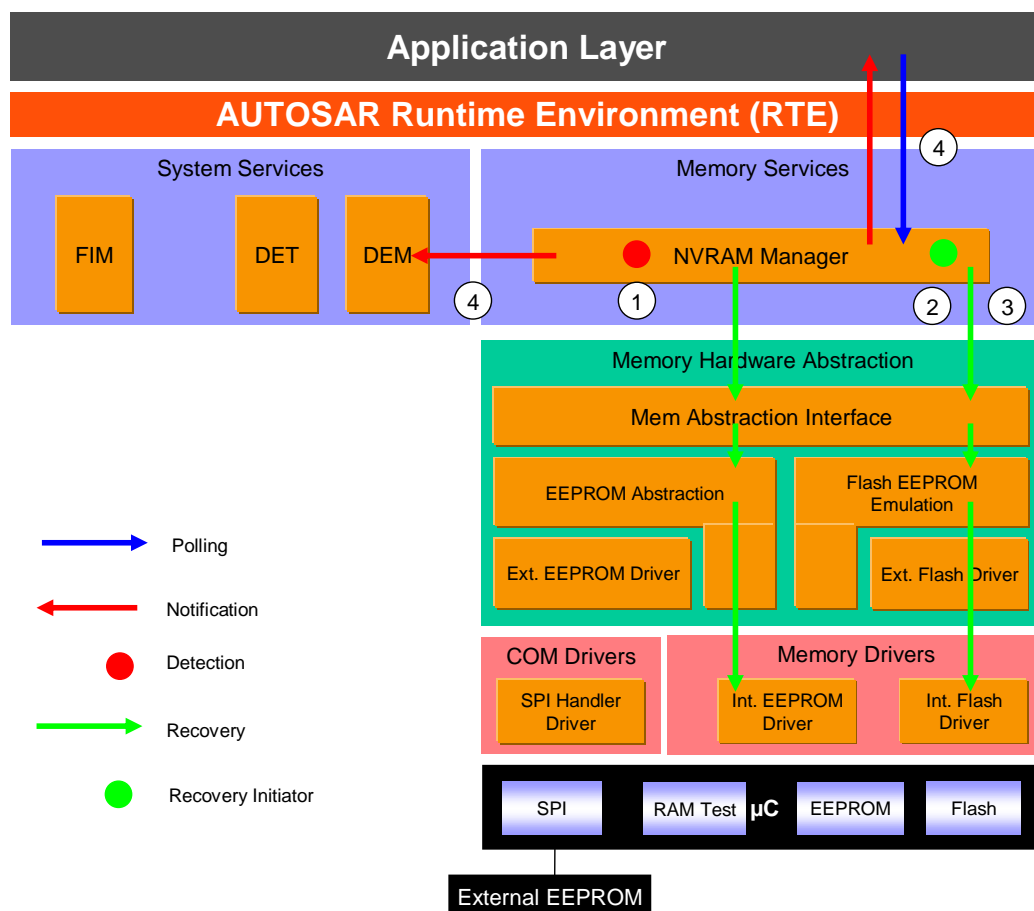 Application Layer
AUTOSAR Runtime Environment (RTE)
System Services
Memory Services
4
FIM
DET
DEM
NVRAM Manager
4
1
2
3
Memory Hardware Abstraction
Mem Abstraction Interface
EEPROM Abstraction
Flash EEPROM
Emulation
Ext. EEPROM Driver
Ext. Flash Driver
Polling
Notification
Detection
Recovery
Recovery Initiator
COM Drivers
Memory Drivers
SPI Handler
Driver
Int. EEPROM
Driver
Int. Flash
Driver
SPI
RAM Test
µC
EEPROM
Flash
External EEPROM